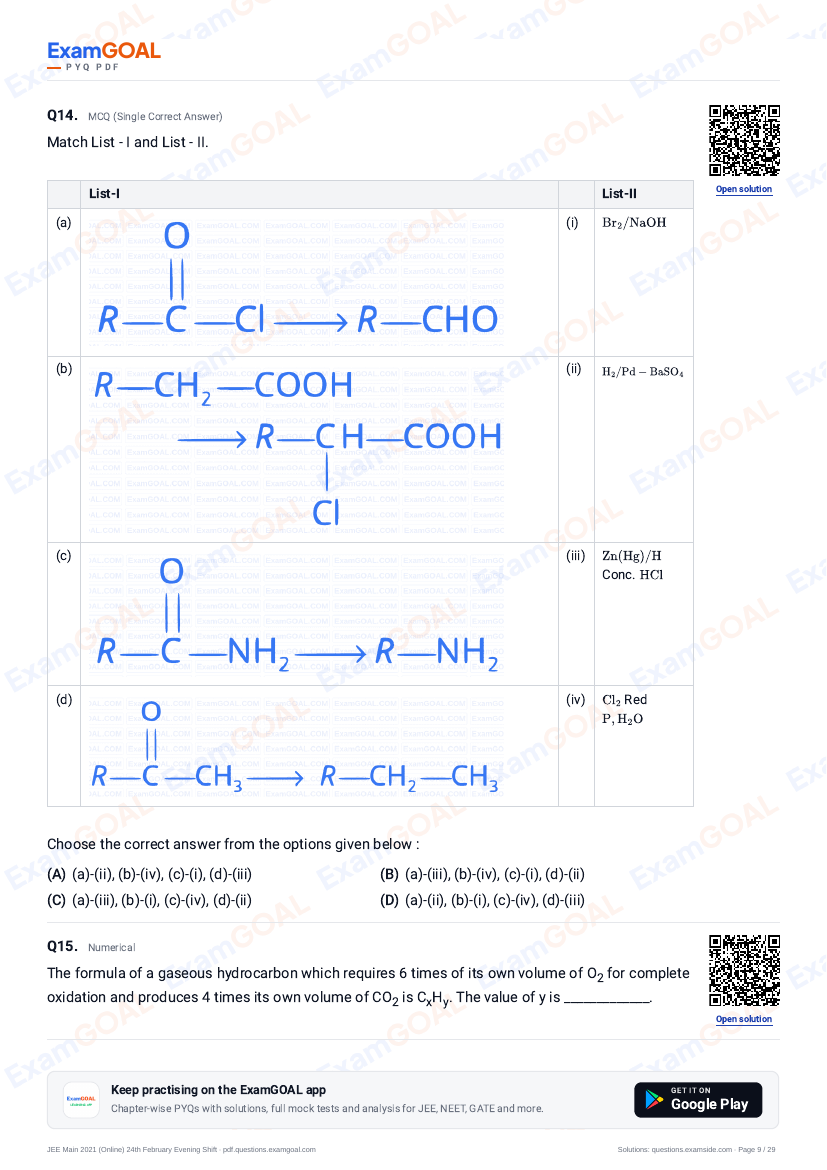 ExamGOAL
PYQ PDF
Q14. MCQ (Single Correct Answer)
Match List - I and List - II.
Open solution
List-I List-II
(a) O (i) Br₂/NaOH
R—C—Cl⟶R—CHO
(b) R—CH₂—COOH (ii) H₂/Pd − BaSO₄
⟶R—CH—COOH
Cl
(c) O (iii) Zn(Hg)/H
Conc. HCl
R—C—NH₂⟶R—NH₂
(d) O (iv) Cl₂ Red
P, H₂O
R—C—CH₃⟶ R—CH₂—CH₃
Choose the correct answer from the options given below :
(A) (a)-(ii), (b)-(iv), (c)-(i), (d)-(iii) (B) (a)-(iii), (b)-(iv), (c)-(i), (d)-(ii)
(C) (a)-(iii), (b)-(i), (c)-(iv), (d)-(ii) (D) (a)-(ii), (b)-(i), (c)-(iv), (d)-(iii)
Q15. Numerical
The formula of a gaseous hydrocarbon which requires 6 times of its own volume of O₂ for complete
oxidation and produces 4 times its own volume of CO₂ is CₓHᵧ. The value of y is _____________.
Open solution
Keep practising on the ExamGOAL app
Chapter-wise PYQs with solutions, full mock tests and analysis for JEE, NEET, GATE and more.
GET IT ON
Google Play
JEE Main 2021 (Online) 24th February Evening Shift · pdf.questions.examgoal.com Solutions: questions.examside.com · Page 9 / 29